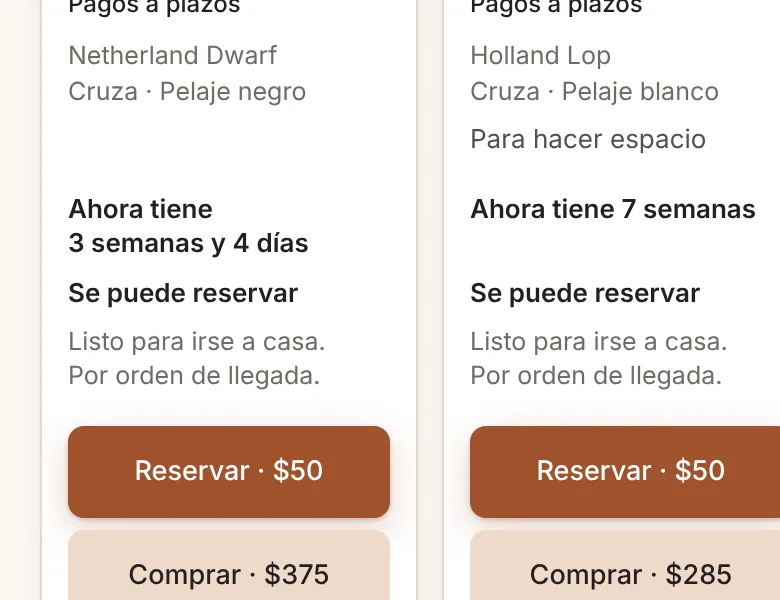 Pagos a plazos
Netherland Dwarf
Cruza · Pelaje negro
Ahora tiene
3 semanas y 4 días
Se puede reservar
Listo para irse a casa.
Por orden de llegada.
Reservar · $50
Comprar · $375
Pagos a plazos
Holland Lop
Cruza · Pelaje blanco
Para hacer espacio
Ahora tiene 7 semanas
Se puede reservar
Listo para irse a casa.
Por orden de llegada.
Reservar · $50
Comprar · $285